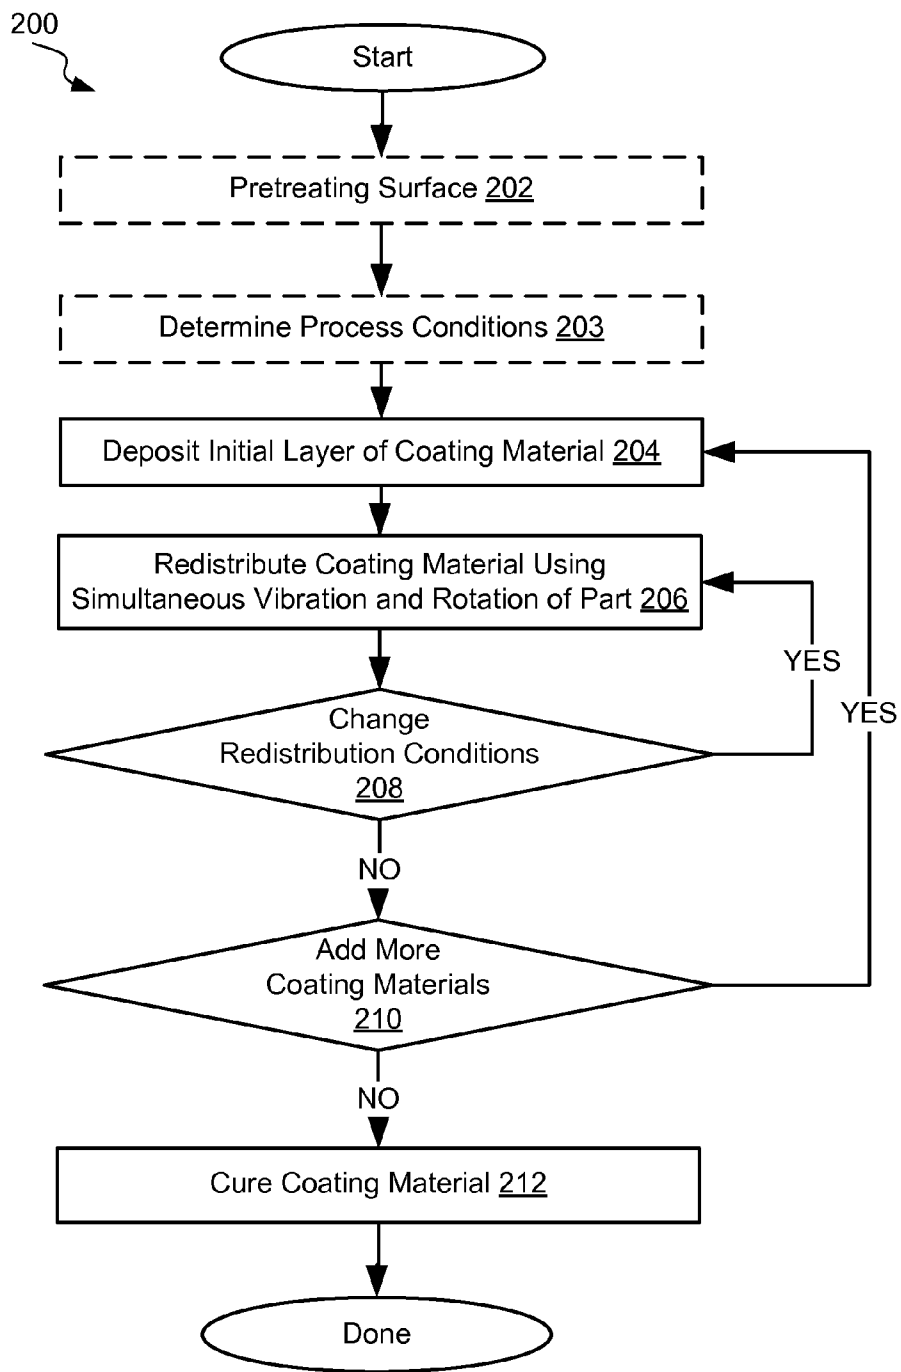 200
Start
Pretreating Surface 202
Determine Process Conditions 203
Deposit Initial Layer of Coating Material 204
Redistribute Coating Material Using
Simultaneous Vibration and Rotation of Part 206
YES
YES
Change
Redistribution Conditions
208
NO
Add More
Coating Materials
210
NO
Cure Coating Material 212
Done